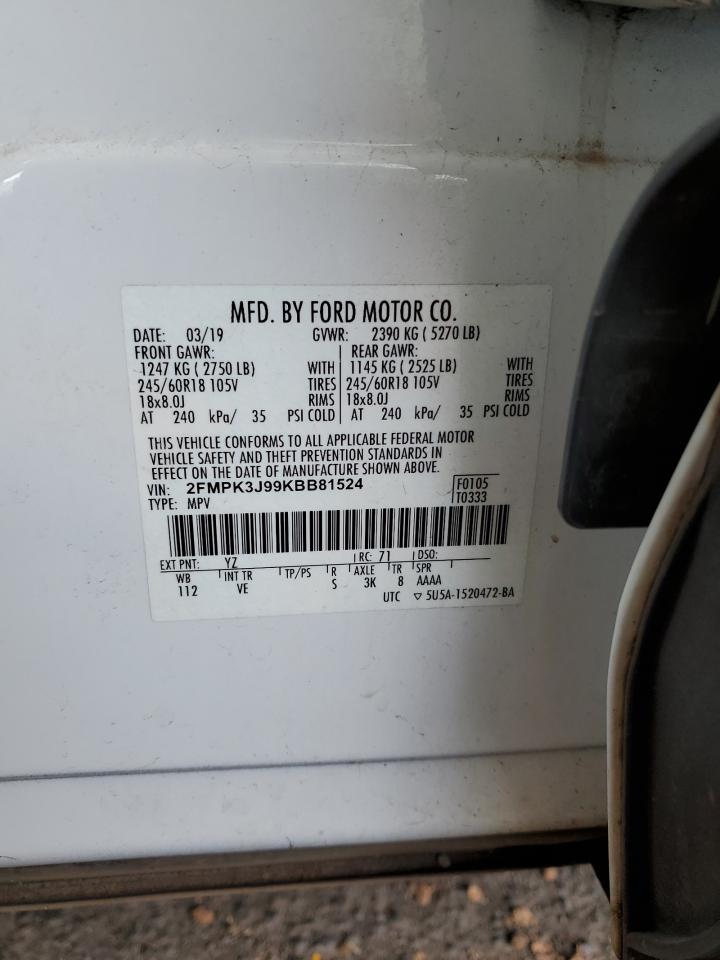 MFD. BY FORD MOTOR CO.
DATE: 03/19 GVWR: 2390 KG ( 5270 LB)
FRONT GAWR: REAR GAWR:
1247 KG ( 2750 LB) WITH 1145 KG ( 2525 LB) WITH
245/60R18 105V TIRES 245/60R18 105V TIRES
18x8.0J RIMS 18x8.0J RIMS
AT 240 kPa/ 35 PSI COLD AT 240 kPa/ 35 PSI COLD
THIS VEHICLE CONFORMS TO ALL APPLICABLE FEDERAL MOTOR
VEHICLE SAFETY AND THEFT PREVENTION STANDARDS IN
EFFECT ON THE DATE OF MANUFACTURE SHOWN ABOVE.
VIN: 2FMPK3J99KBB81524 F0105
TYPE: MPV T0333
EXT PNT: YZ RC: 71 DSO:
WB INT TR TP/PS R AXLE TR SPR
112 VE S 3K 8 AAAA
UTC ▽ 5U5A-1520472-BA